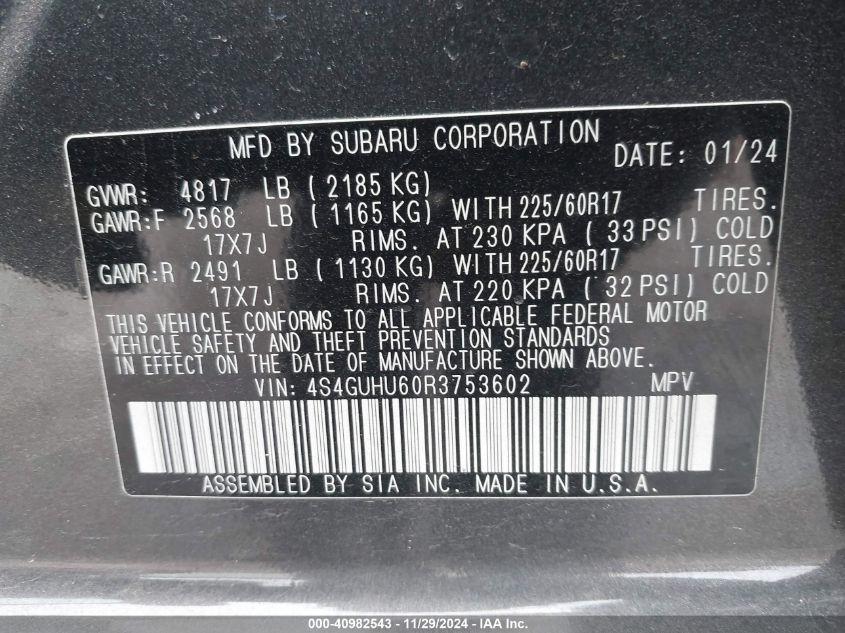 MFD BY SUBARU CORPORATION DATE: 01/24
GVWR: 4817 LB ( 2185 KG)
GAWR:F 2568 LB ( 1165 KG) WITH 225/60R17 TIRES.
17X7J RIMS. AT 230 KPA ( 33 PSI) COLD
GAWR:R 2491 LB ( 1130 KG) WITH 225/60R17 TIRES.
17X7J RIMS. AT 220 KPA ( 32 PSI) COLD
THIS VEHICLE CONFORMS TO ALL APPLICABLE FEDERAL MOTOR
VEHICLE SAFETY AND THEFT PREVENTION STANDARDS
IN EFFECT ON THE DATE OF MANUFACTURE SHOWN ABOVE.
VIN: 4S4GUHU60R3753602 MPV
ASSEMBLED BY SIA INC. MADE IN U.S.A.
000-40982543 - 11/29/2024 - IAA Inc.